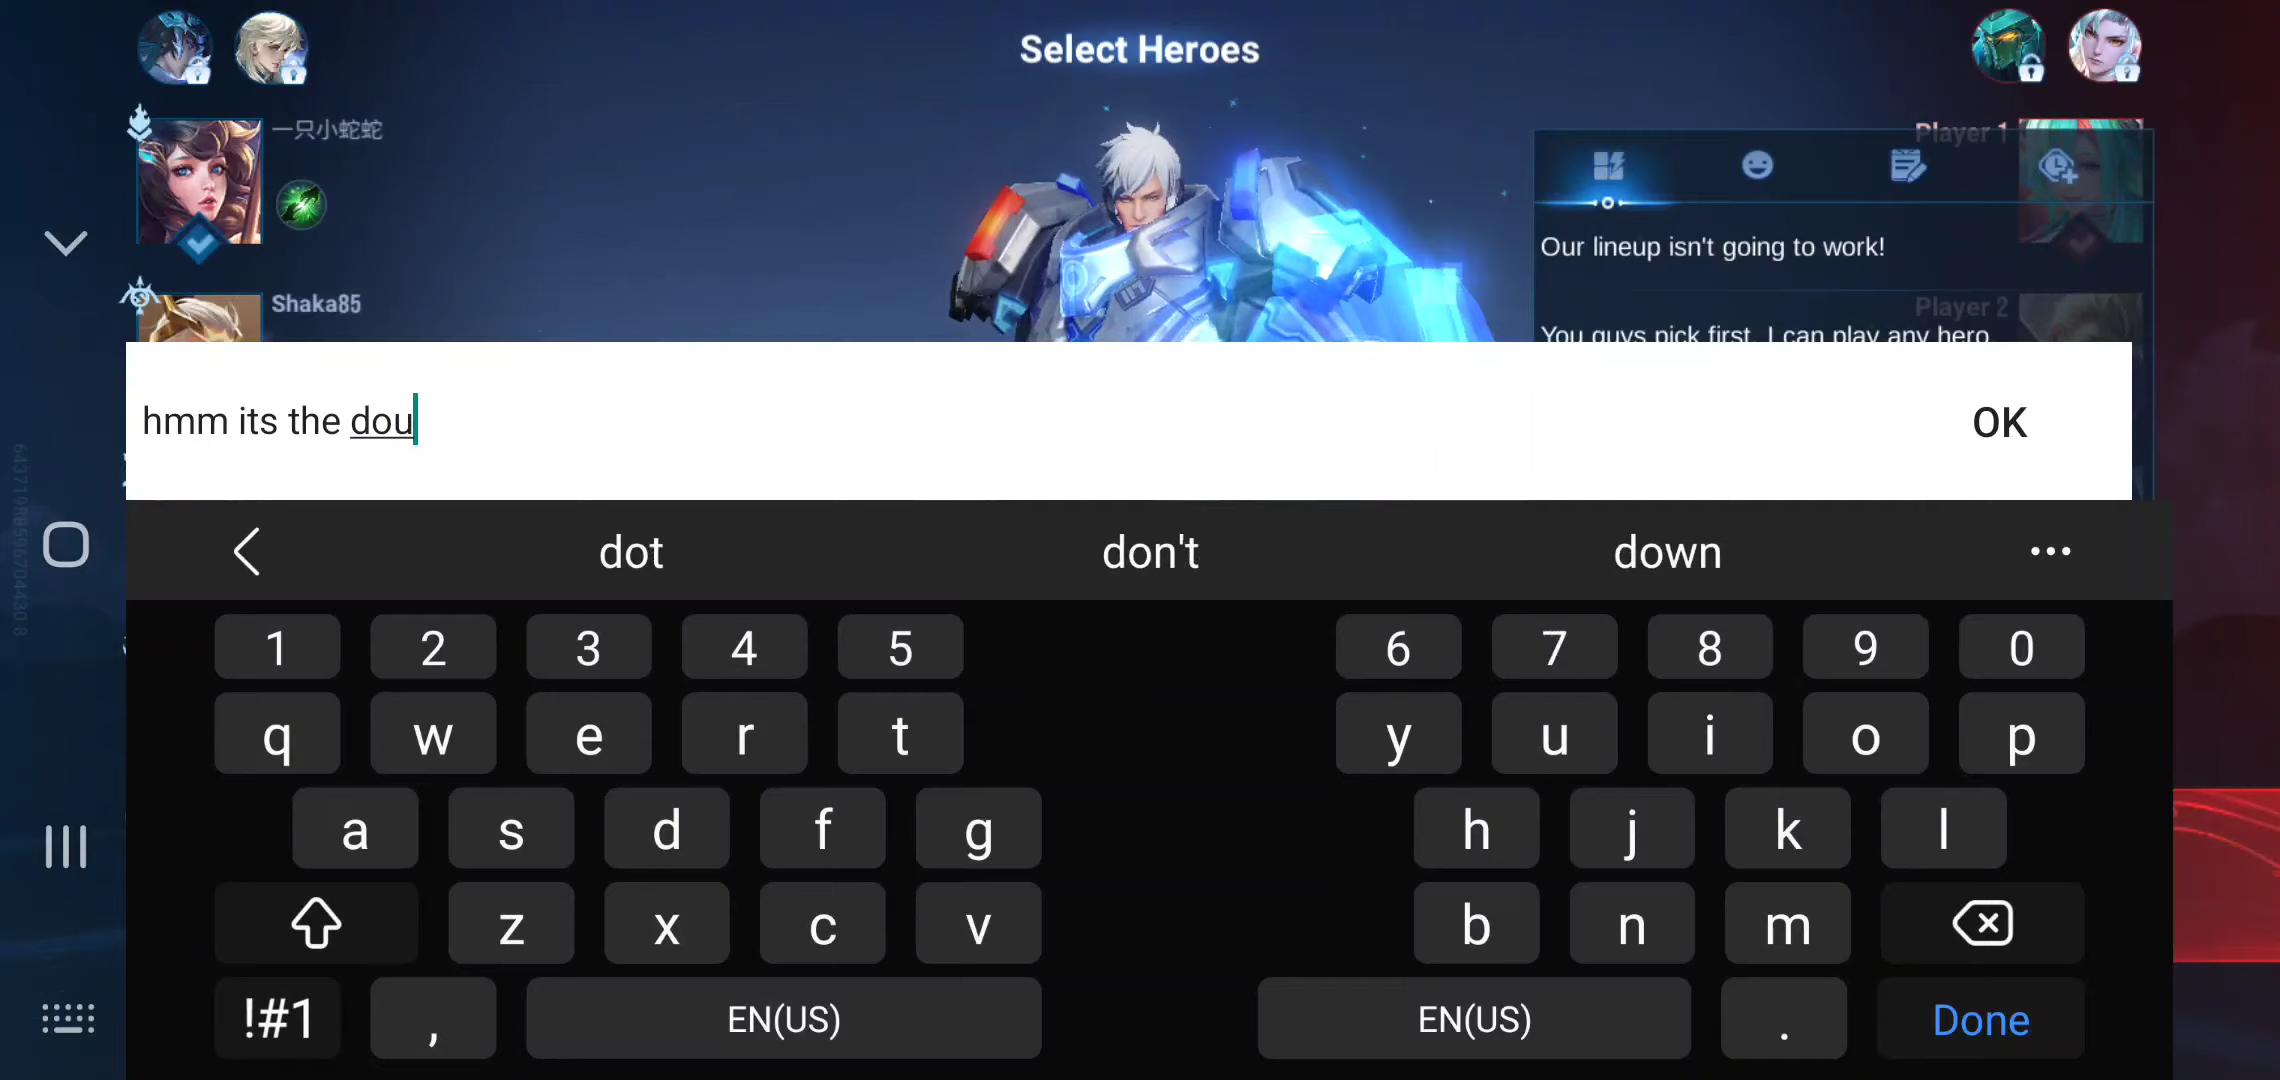 Select Heroes
一只小蛇蛇
Player 1
Our lineup isn't going to work!
Shaka85
Player 2
You guys pick first, I can play any hero.
hmm its the dou
OK
dot don't down
1 2 3 4 5 6 7 8 9 0
q w e r t y u i o p
a s d f g h j k l
z x c v b n m
!#1 , EN(US) EN(US) . Done